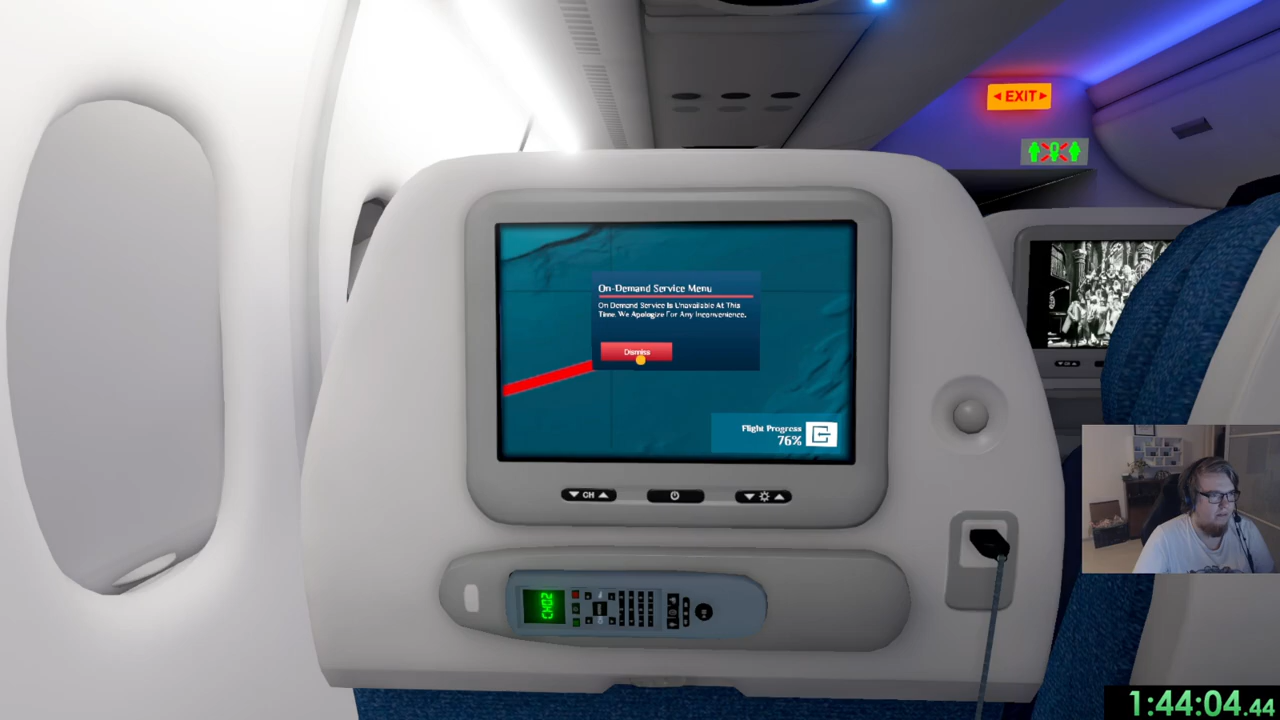 ◄ EXIT ►
On-Demand Service Menu
On Demand Service Is Unavailable At This
Time. We Apologize For Any Inconvenience.
Dismiss
Flight Progress
76%
CH
CH02
1:44:04.44